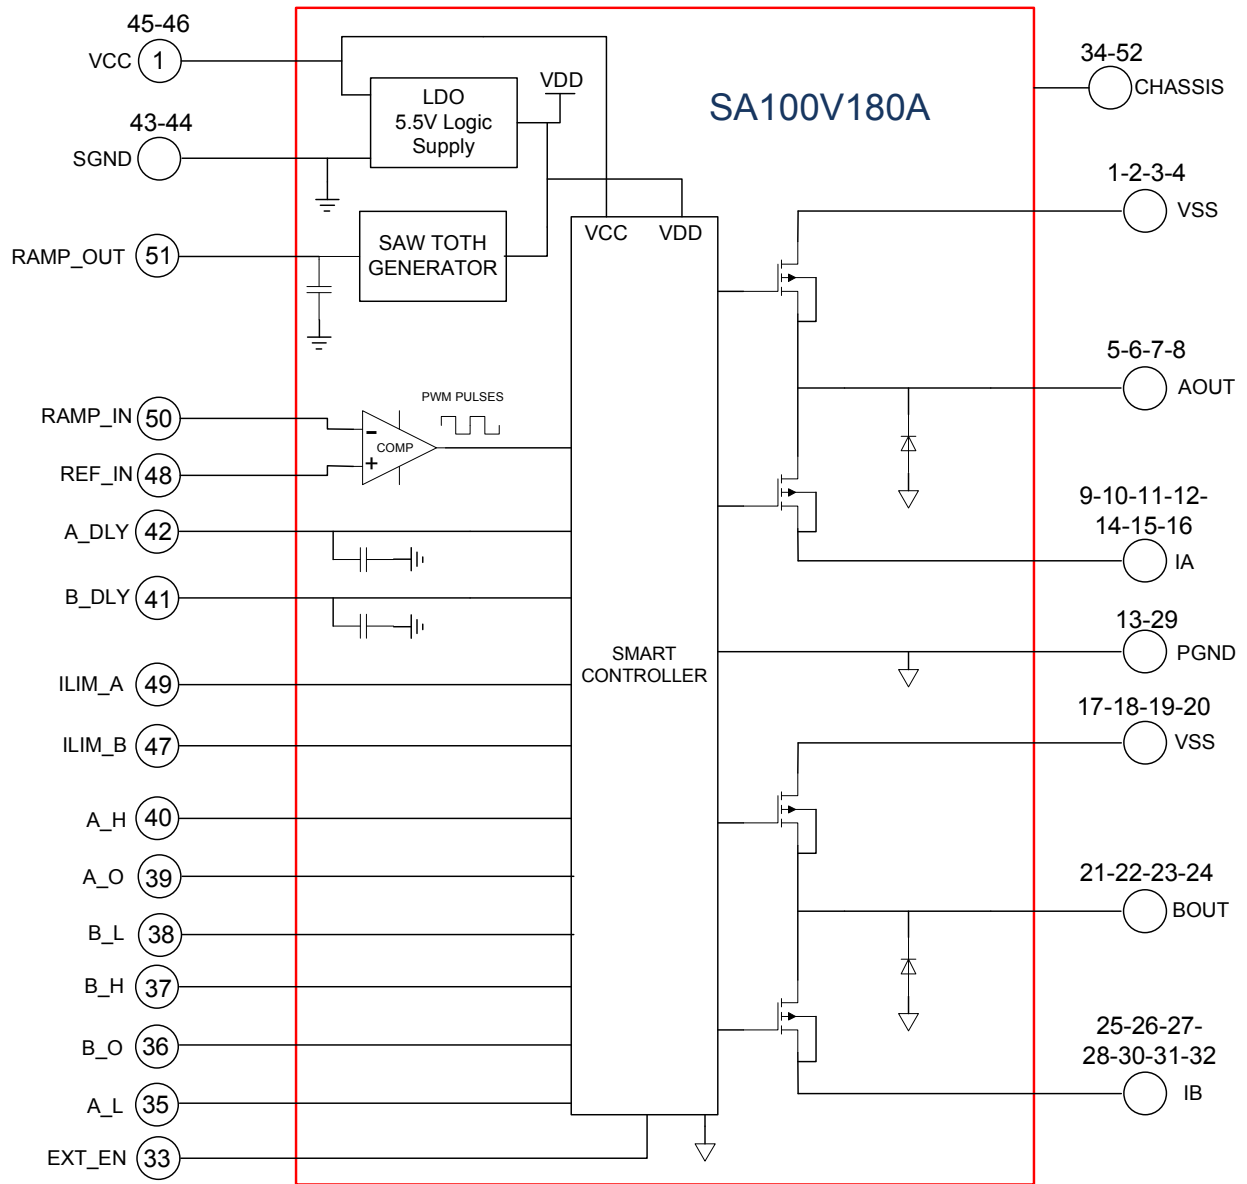 45-46
VCC 1
43-44
SGND
RAMP_OUT 51
RAMP_IN 50
REF_IN 48
A_DLY 42
B_DLY 41
ILIM_A 49
ILIM_B 47
A_H 40
A_O 39
B_L 38
B_H 37
B_O 36
A_L 35
EXT_EN 33
LDO
5.5V Logic
Supply
VDD
SA100V180A
SAW TOTH
GENERATOR
VCC VDD
PWM PULSES
-
COMP
+
SMART
CONTROLLER
34-52
CHASSIS
1-2-3-4
VSS
5-6-7-8
AOUT
9-10-11-12-
14-15-16
IA
13-29
PGND
17-18-19-20
VSS
21-22-23-24
BOUT
25-26-27-
28-30-31-32
IB